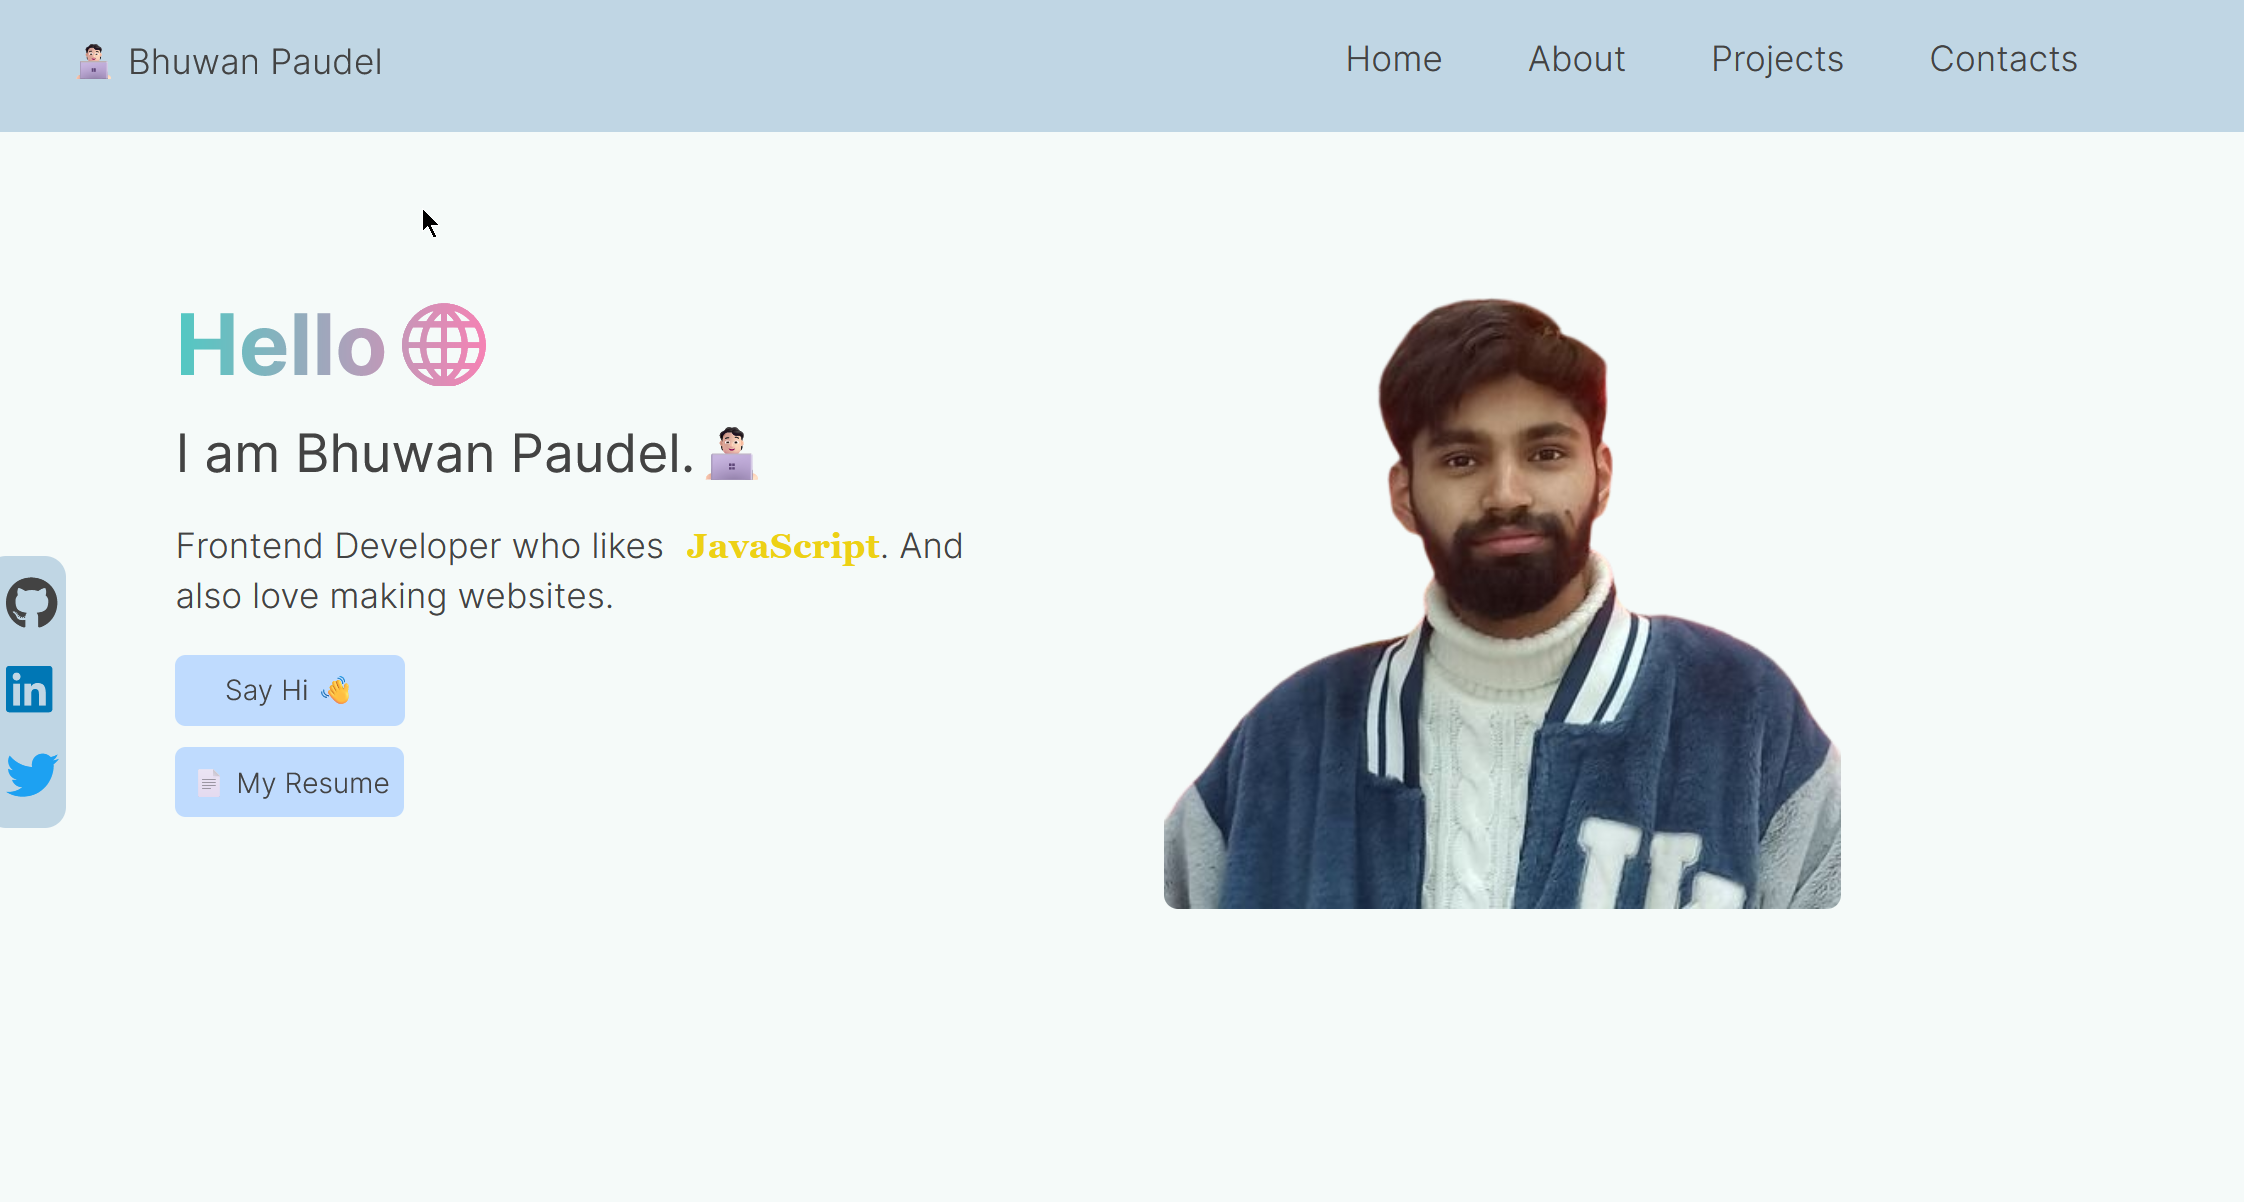 Bhuwan Paudel
Home About Projects Contacts
Hello
I am Bhuwan Paudel.
Frontend Developer who likes JavaScript. And
also love making websites.
in
Say Hi
My Resume